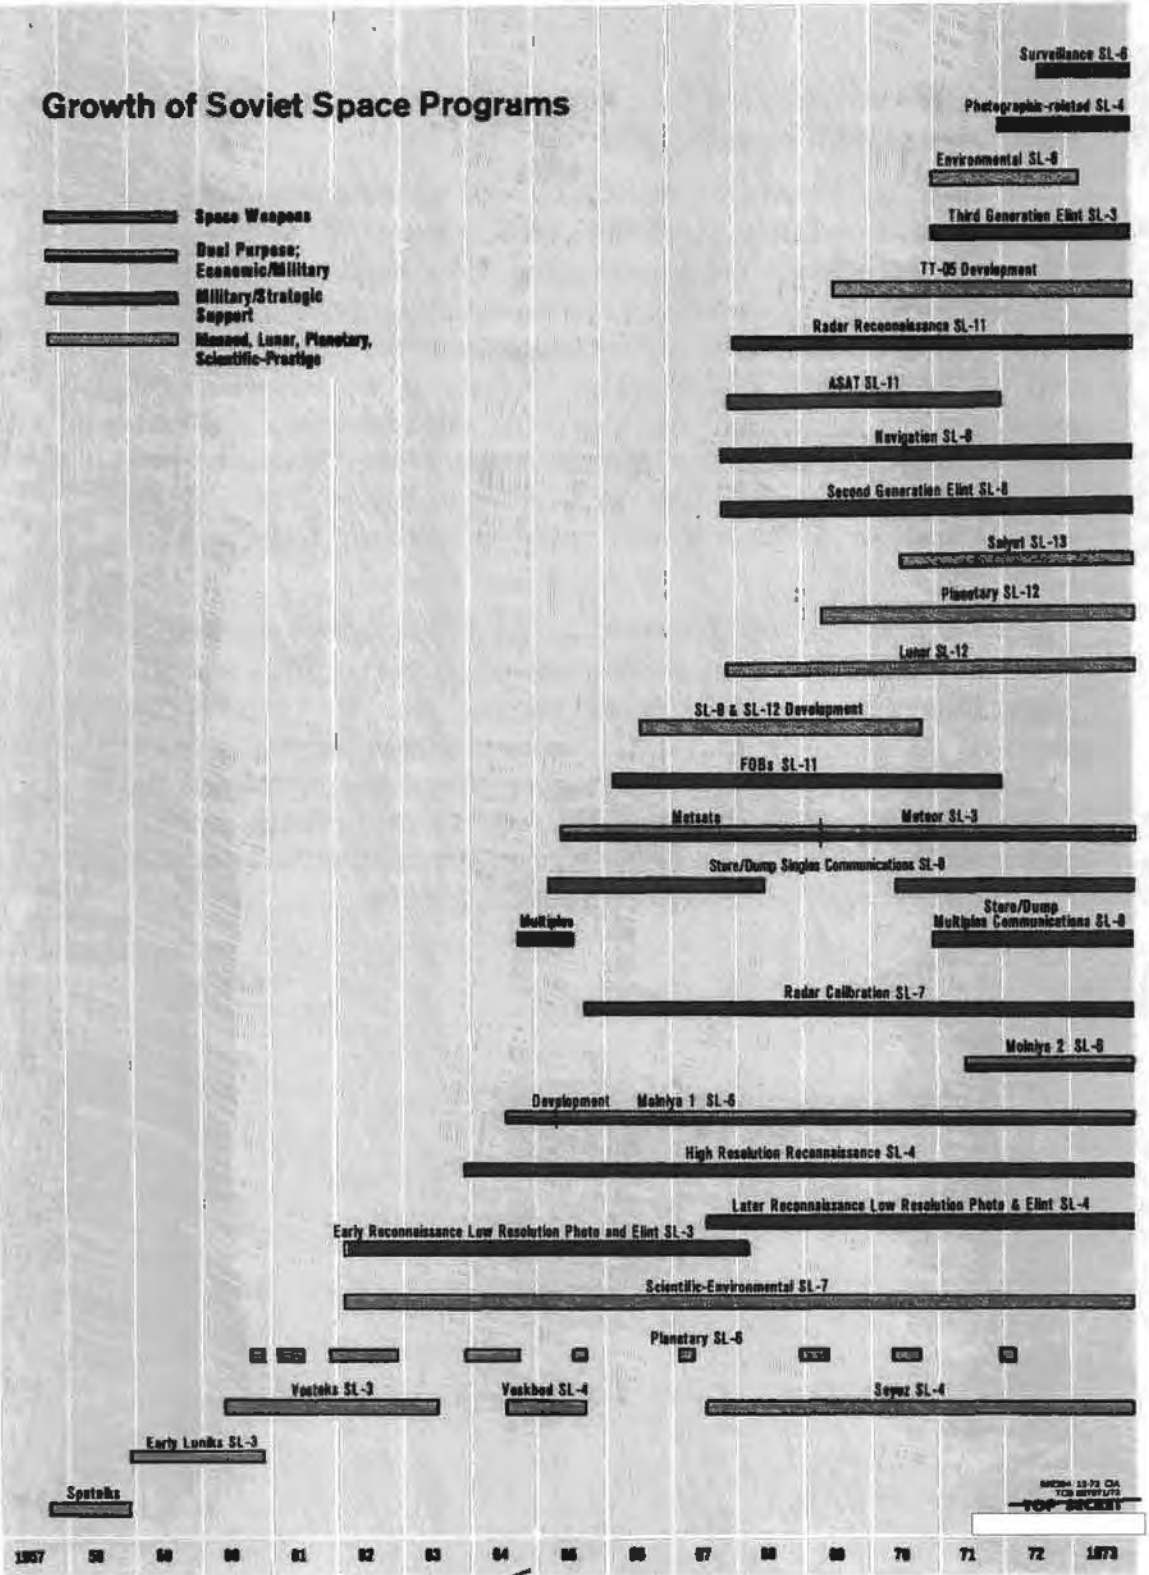 Surveillance SL-6
Growth of Soviet Space Programs
Photographic-related SL-4
Environmental SL-8
Space Weapons
Third Generation Elint SL-3
Dual Purpose;
Economic/Military
TT-05 Development
Military/Strategic
Support
Radar Reconnaissance SL-11
Manned, Lunar, Planetary,
Scientific-Prestige
ASAT SL-11
Navigation SL-8
Second Generation Elint SL-8
Salyut SL-13
Planetary SL-12
Lunar SL-12
SL-9 & SL-12 Development
FOBs SL-11
Metsats
Meteor SL-3
Store/Dump Singles Communications SL-8
Store/Dump
Multiples
Multiples Communications SL-8
Radar Calibration SL-7
Molniya 2 SL-6
Development Molniya 1 SL-6
High Resolution Reconnaissance SL-4
Later Reconnaissance Low Resolution Photo & Elint SL-4
Early Reconnaissance Low Resolution Photo and Elint SL-3
Scientific-Environmental SL-7
Planetary SL-6
Vostoks SL-3
Voskhod SL-4
Soyuz SL-4
Early Luniks SL-3
Sputniks
12-73 CIA
TOP SECRET
1957 58 59 60 61 62 63 64 65 66 67 68 69 70 71 72 1973